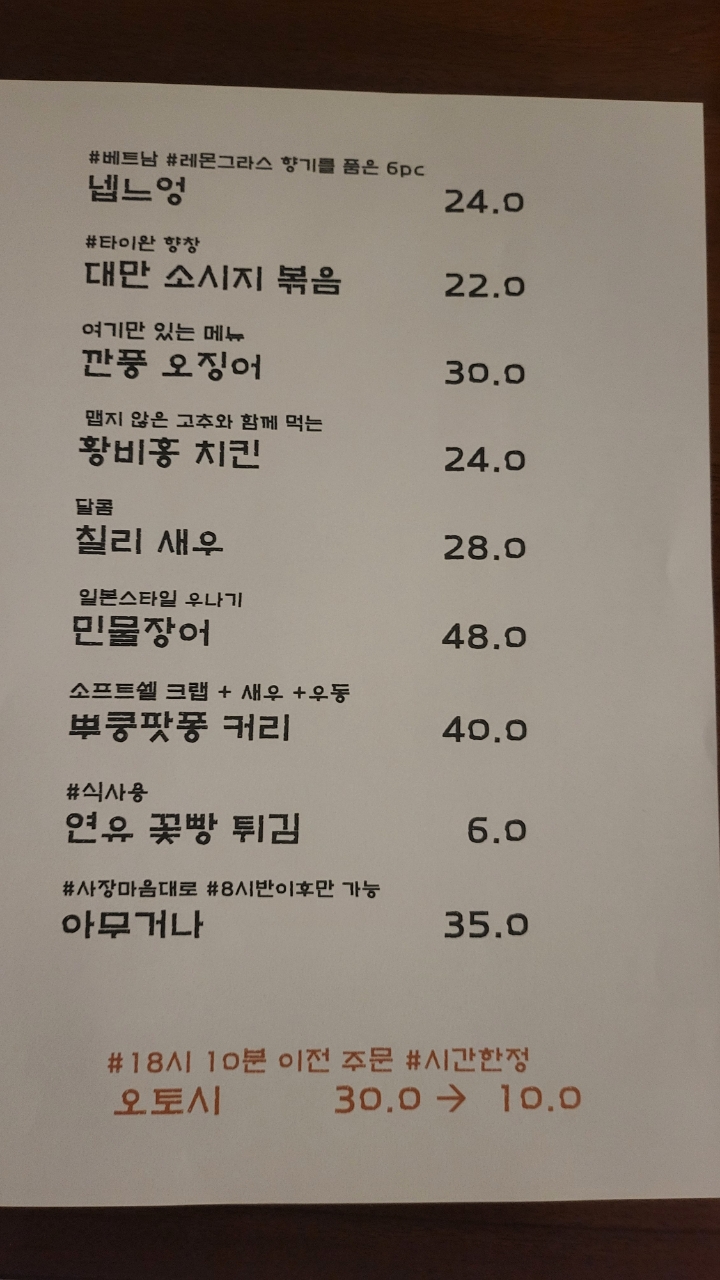 #베트남 #레몬그라스 향기를 품은 6pc
넵느엉 24.0
#타이완 향창
대만 소시지 볶음 22.0
여기만 있는 메뉴
깐풍 오징어 30.0
맵지 않은 고추와 함께 먹는
황비홍 치킨 24.0
달콤
칠리 새우 28.0
일본스타일 우나기
민물장어 48.0
소프트쉘 크랩 + 새우 +우동
뿌쿵팟퐁 커리 40.0
#식사용
연유 꽃빵 튀김 6.0
#사장마음대로 #8시반이후만 가능
아무거나 35.0
#18시 10분 이전 주문 #시간한정
오토시 30.0 → 10.0